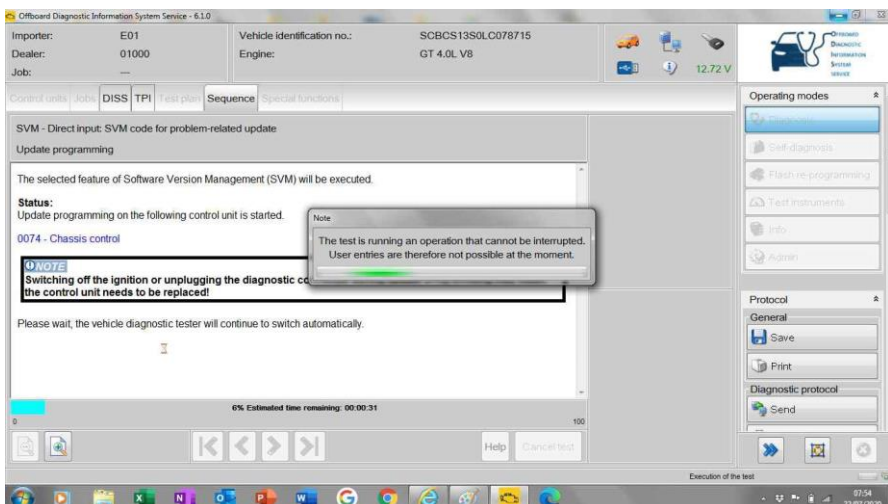 Offboard Diagnostic Information System Service - 6.1.0
Importer: E01 Vehicle identification no.: SCBCS13S0LC078715
Dealer: 01000 Engine: GT 4.0L V8
Job: ---
12.72 V
OFFBOARD
DIAGNOSTIC
INFORMATION
SYSTEM
SERVICE
Control units Jobs DISS TPI Test plan Sequence Special functions
Operating modes
SVM - Direct input: SVM code for problem-related update
Update programming
Diagnosis
Self-diagnosis
Flash re-programming
Test instruments
Info
Admin
The selected feature of Software Version Management (SVM) will be executed.
Status:
Update programming on the following control unit is started.
0074 - Chassis control
Note
The test is running an operation that cannot be interrupted.
User entries are therefore not possible at the moment.
NOTE
Switching off the ignition or unplugging the diagnostic
the control unit needs to be replaced!
Please wait, the vehicle diagnostic tester will continue to switch automatically.
Protocol
General
Save
Print
Diagnostic protocol
Send
6% Estimated time remaining: 00:00:31
0 100
Help Cancel test
Execution of the test
07:54